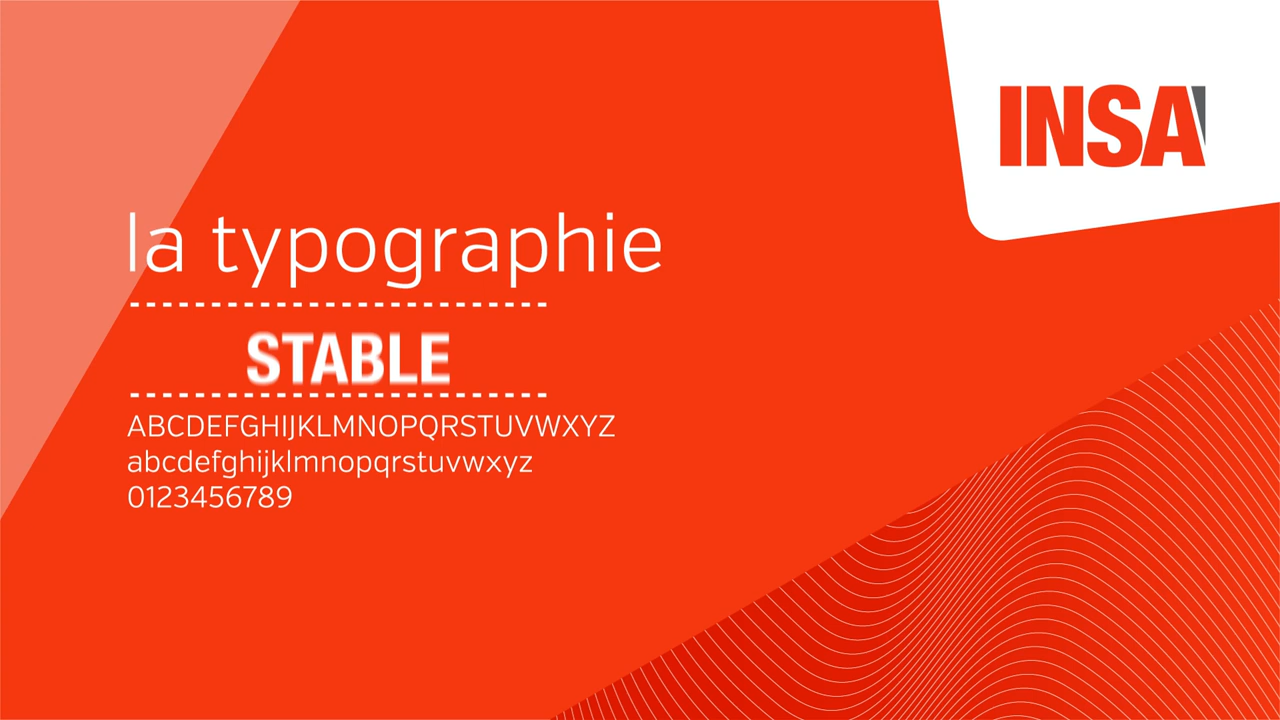 INSA
la typographie
STABLE
ABCDEFGHIJKLMNOPQRSTUVWXYZ
abcdefghijklmnopqrstuvwxyz
0123456789